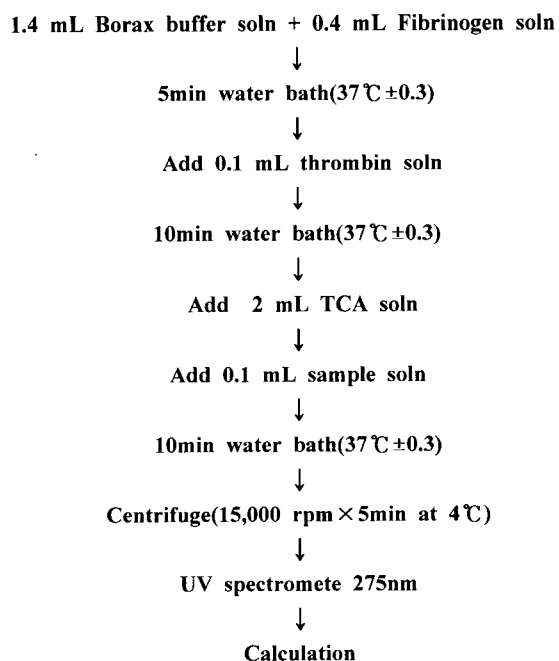 1.4 mL Borax buffer soln + 0.4 mL Fibrinogen soln
↓
5min water bath(37℃±0.3)
↓
Add 0.1 mL thrombin soln
↓
10min water bath(37℃±0.3)
↓
Add 2 mL TCA soln
↓
Add 0.1 mL sample soln
↓
10min water bath(37℃±0.3)
↓
Centrifuge(15,000 rpm×5min at 4℃)
↓
UV spectromete 275nm
↓
Calculation